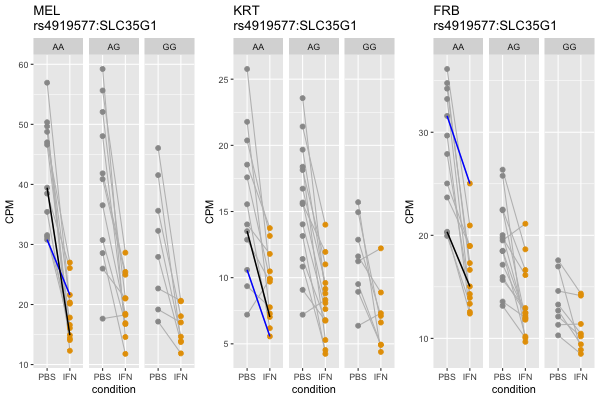 MEL
rs4919577:SLC35G1
AA AG GG
60
50
40
30
20
10
CPM
PBS IFN PBS IFN PBS IFN
condition
KRT
rs4919577:SLC35G1
AA AG GG
25
20
15
10
5
CPM
PBS IFN PBS IFN PBS IFN
condition
FRB
rs4919577:SLC35G1
AA AG GG
30
20
10
CPM
PBS IFN PBS IFN PBS IFN
condition